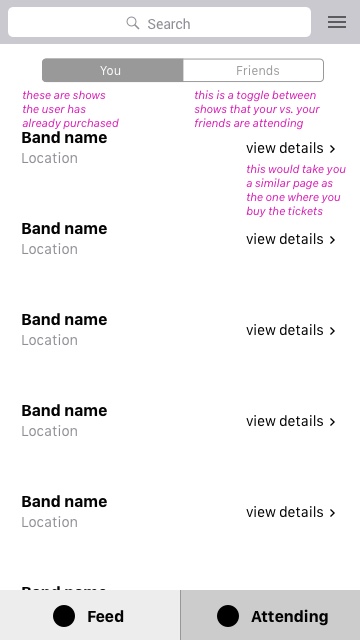 Search
You
Friends
these are shows
the user has
already purchased
this is a toggle between
shows that your vs. your
friends are attending
Band name
Location
view details
this would take you
a similar page as
the one where you
buy the tickets
Band name
Location
view details
Band name
Location
view details
Band name
Location
view details
Band name
Location
view details
Band name
Feed
Attending